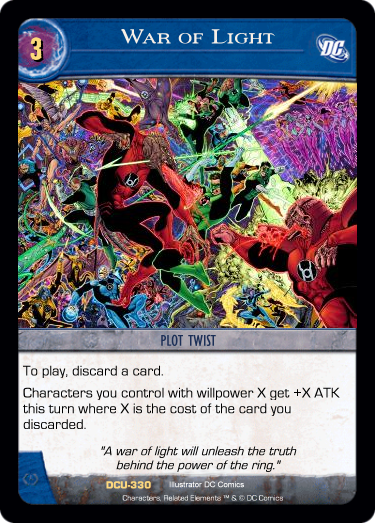 War of Light
3
DC
PLOT TWIST
To play, discard a card.
Characters you control with willpower X get +X ATK
this turn where X is the cost of the card you
discarded.
"A war of light will unleash the truth
behind the power of the ring."
DCU-330 Illustrator DC Comics
Characters, Related Elements ™ & © DC Comics